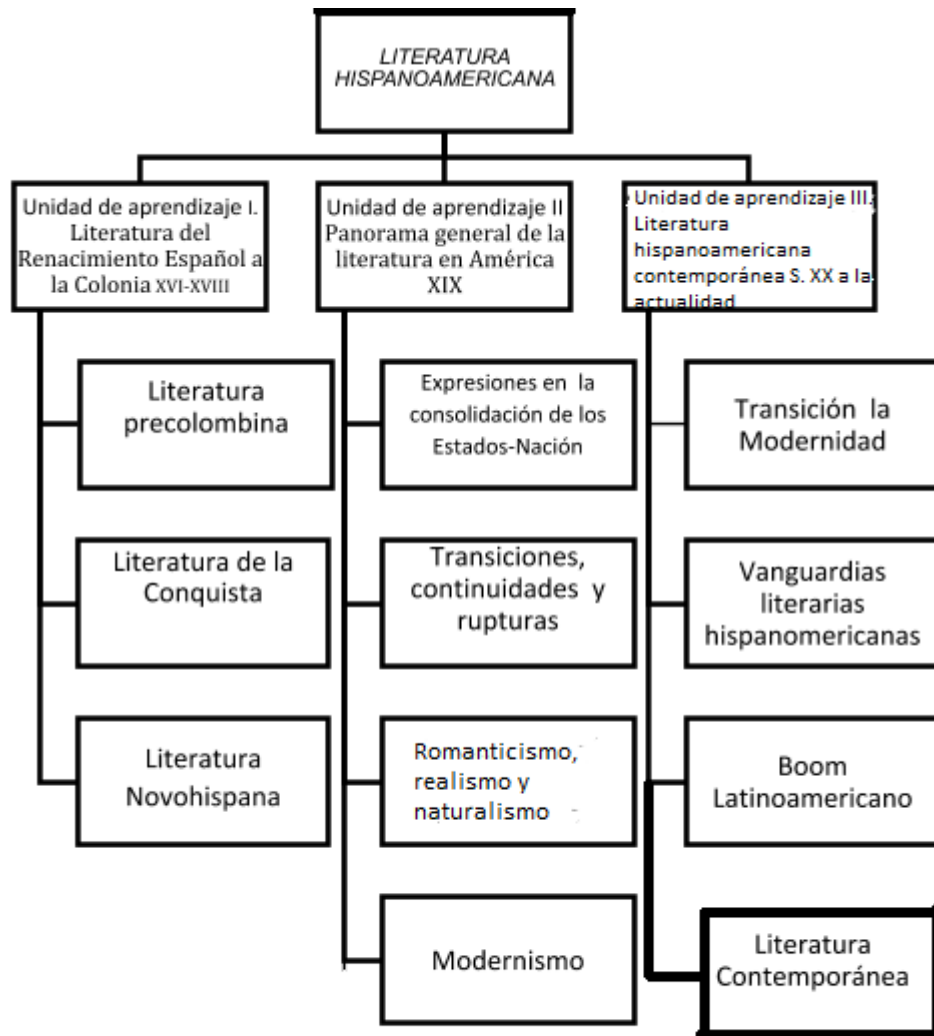 LITERATURA
HISPANOAMERICANA
Unidad de aprendizaje I.
Literatura del
Renacimiento Español a
la Colonia XVI-XVIII
Literatura
precolombina
Literatura de la
Conquista
Literatura
Novohispana
Unidad de aprendizaje II
Panorama general de la
literatura en América
XIX
Expresiones en la
consolidación de los
Estados-Nación
Transiciones,
continuidades y
rupturas
Romanticismo,
realismo y
naturalismo
Modernismo
Unidad de aprendizaje III.
Literatura
hispanoamericana
contemporánea S. XX a la
actualidad
Transición la
Modernidad
Vanguardias
literarias
hispanomericanas
Boom
Latinoamericano
Literatura
Contemporánea